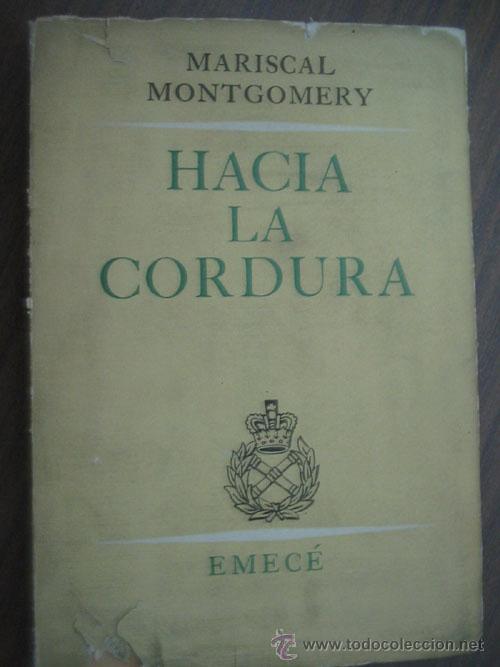 MARISCAL
MONTGOMERY
HACIA
LA
CORDURA
EMECÉ
www.todocoleccion.net